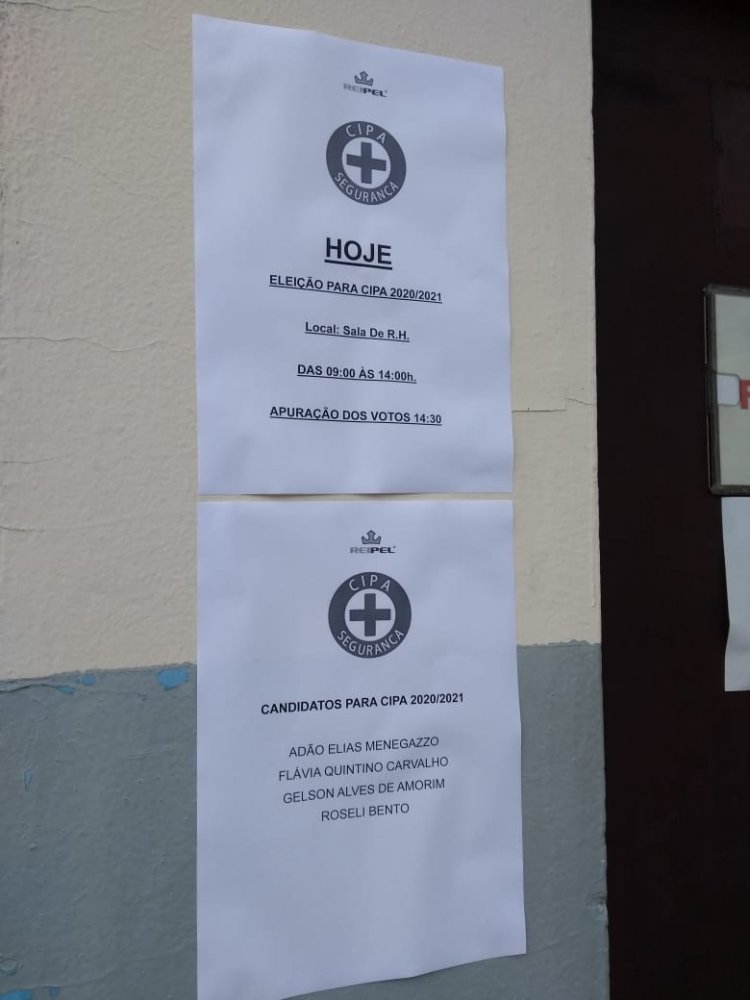 REIPEL
CIPA
SEGURANÇA
HOJE
ELEIÇÃO PARA CIPA 2020/2021
Local: Sala De R.H.
DAS 09:00 ÀS 14:00h.
APURAÇÃO DOS VOTOS 14:30
REIPEL
CIPA
SEGURANÇA
CANDIDATOS PARA CIPA 2020/2021
ADÃO ELIAS MENEGAZZO
FLÁVIA QUINTINO CARVALHO
GELSON ALVES DE AMORIM
ROSELI BENTO